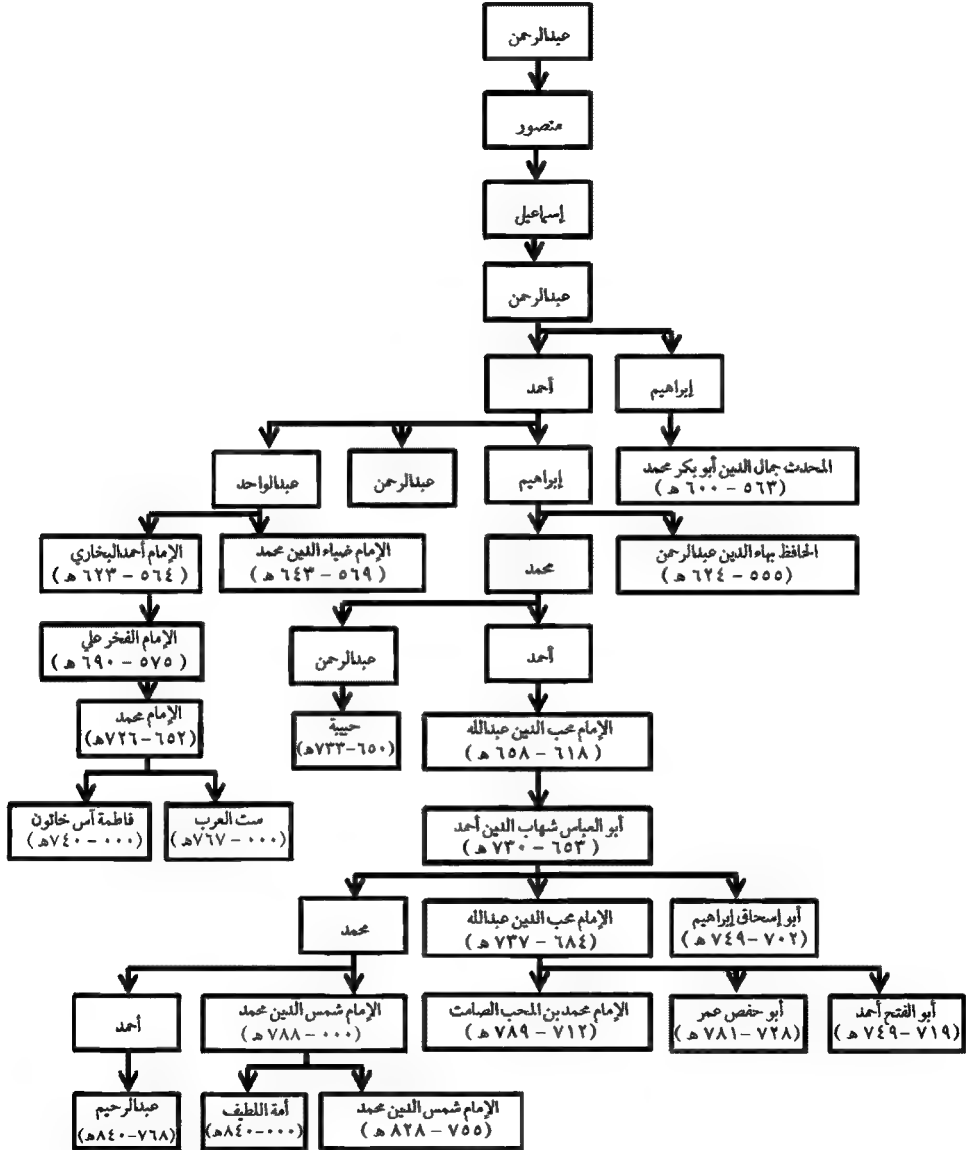 عبدالرحمن
منصور
إسماعيل
عبدالرحمن
إبراهيم
أحمد
المحدث جمال الدين أبو بكر محمد
(٥٦٣ - ٦٠٠ هـ)
إبراهيم
عبدالرحمن
عبدالواحد
الحافظ بهاء الدين عبدالرحمن
(٥٥٥ - ٦٢٤ هـ)
محمد
الإمام ضياء الدين محمد
(٥٦٩ - ٦٤٣ هـ)
الإمام أحمد البخاري
(٥٦٤ - ٦٢٣ هـ)
أحمد
عبدالرحمن
الإمام الفخر علي
(٥٧٥ - ٦٩٠ هـ)
الإمام محب الدين عبدالله
(٦١٨ - ٦٥٨ هـ)
حبيبة
(٦٥٠-٧٣٣هـ)
الإمام محمد
(٦٥٢-٧٢٦هـ)
أبو العباس شهاب الدين أحمد
(٦٥٣ - ٧٣٠ هـ)
ست العرب
(٠٠٠ - ٧٦٧هـ)
فاطمة آس خاتون
(٠٠٠ - ٧٤٠هـ)
أبو إسحاق إبراهيم
(٧٠٢-٧٤٩ هـ)
الإمام محب الدين عبدالله
(٦٨٤ - ٧٣٧ هـ)
محمد
أبو الفتح أحمد
(٧١٩-٧٤٩ هـ)
أبو حفص عمر
(٧٢٨-٧٨١ هـ)
الإمام محمد بن المحب الصامت
(٧١٢ - ٧٨٩ هـ)
الإمام شمس الدين محمد
(٠٠٠ - ٧٨٨ هـ)
أحمد
الإمام شمس الدين محمد
(٧٥٥ - ٨٢٨ هـ)
أمة اللطيف
(٠٠٠-٨٤٠هـ)
عبدالرحيم
(٧٦٨-٨٤٠هـ)